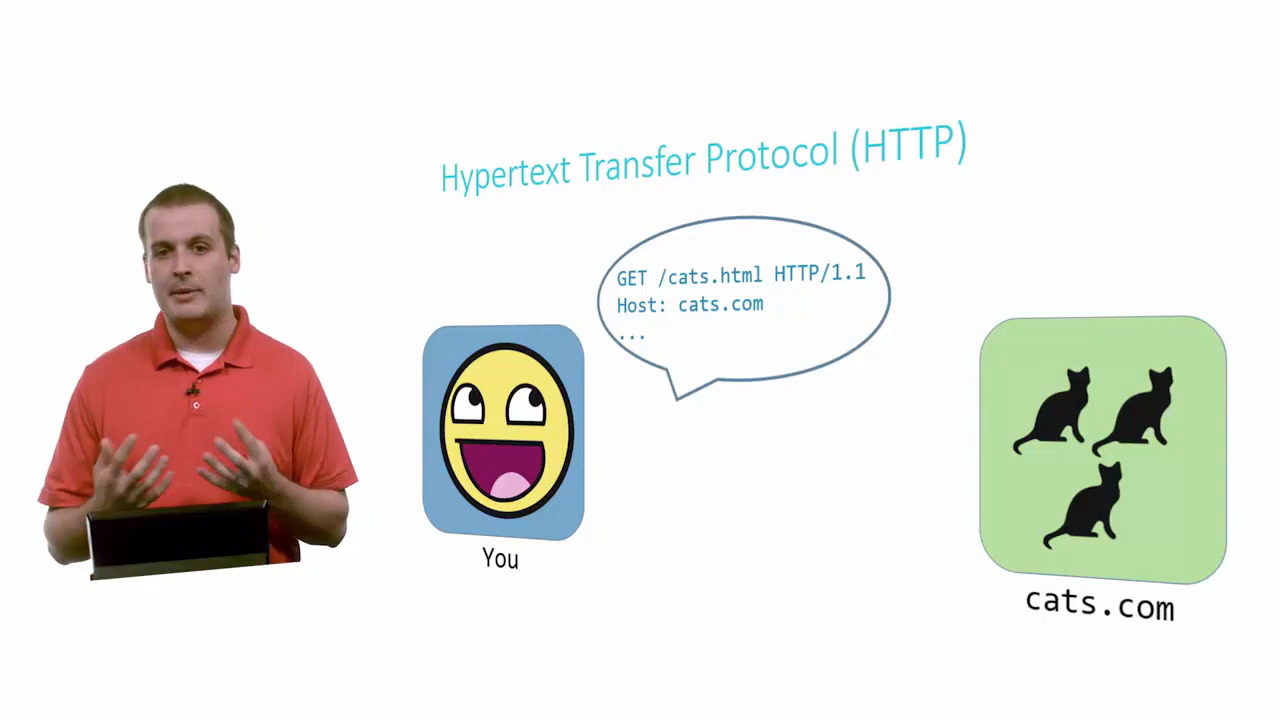 Hypertext Transfer Protocol (HTTP)
GET /cats.html HTTP/1.1
Host: cats.com
...
You
cats.com